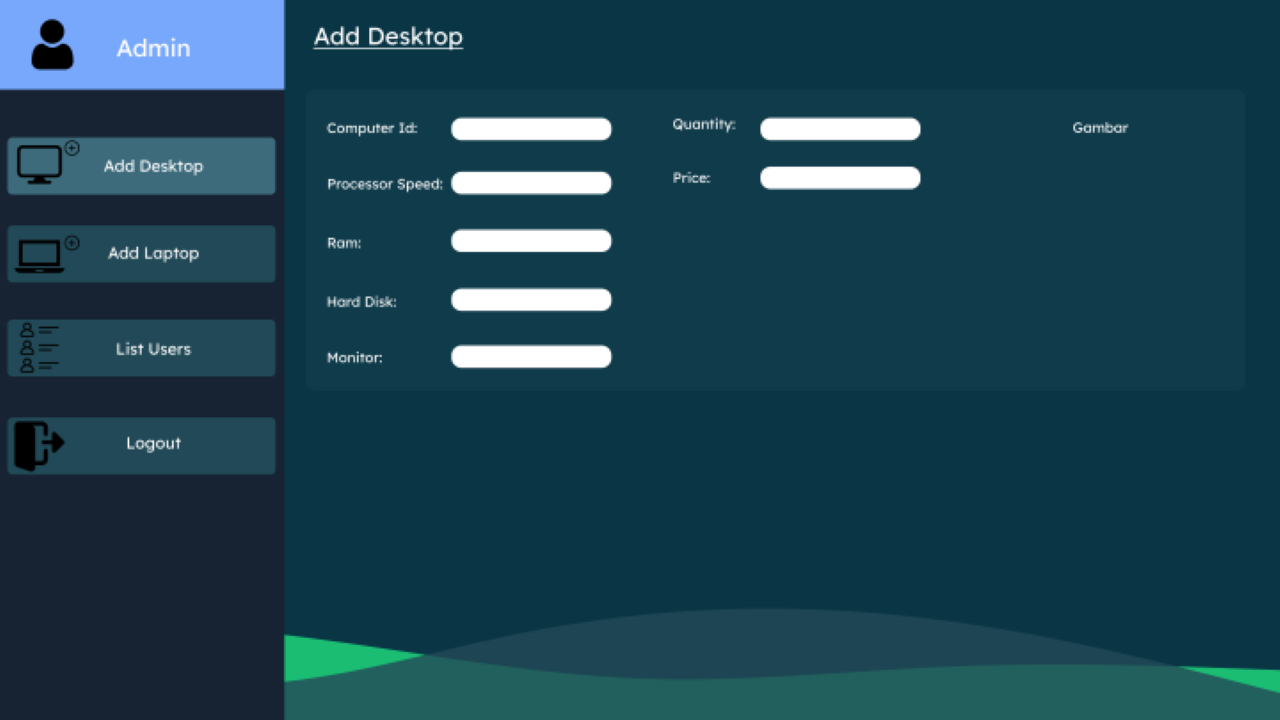 Admin
Add Desktop
Add Laptop
List Users
Logout
Add Desktop
Computer Id:
Processor Speed:
Ram:
Hard Disk:
Monitor:
Quantity:
Price:
Gambar